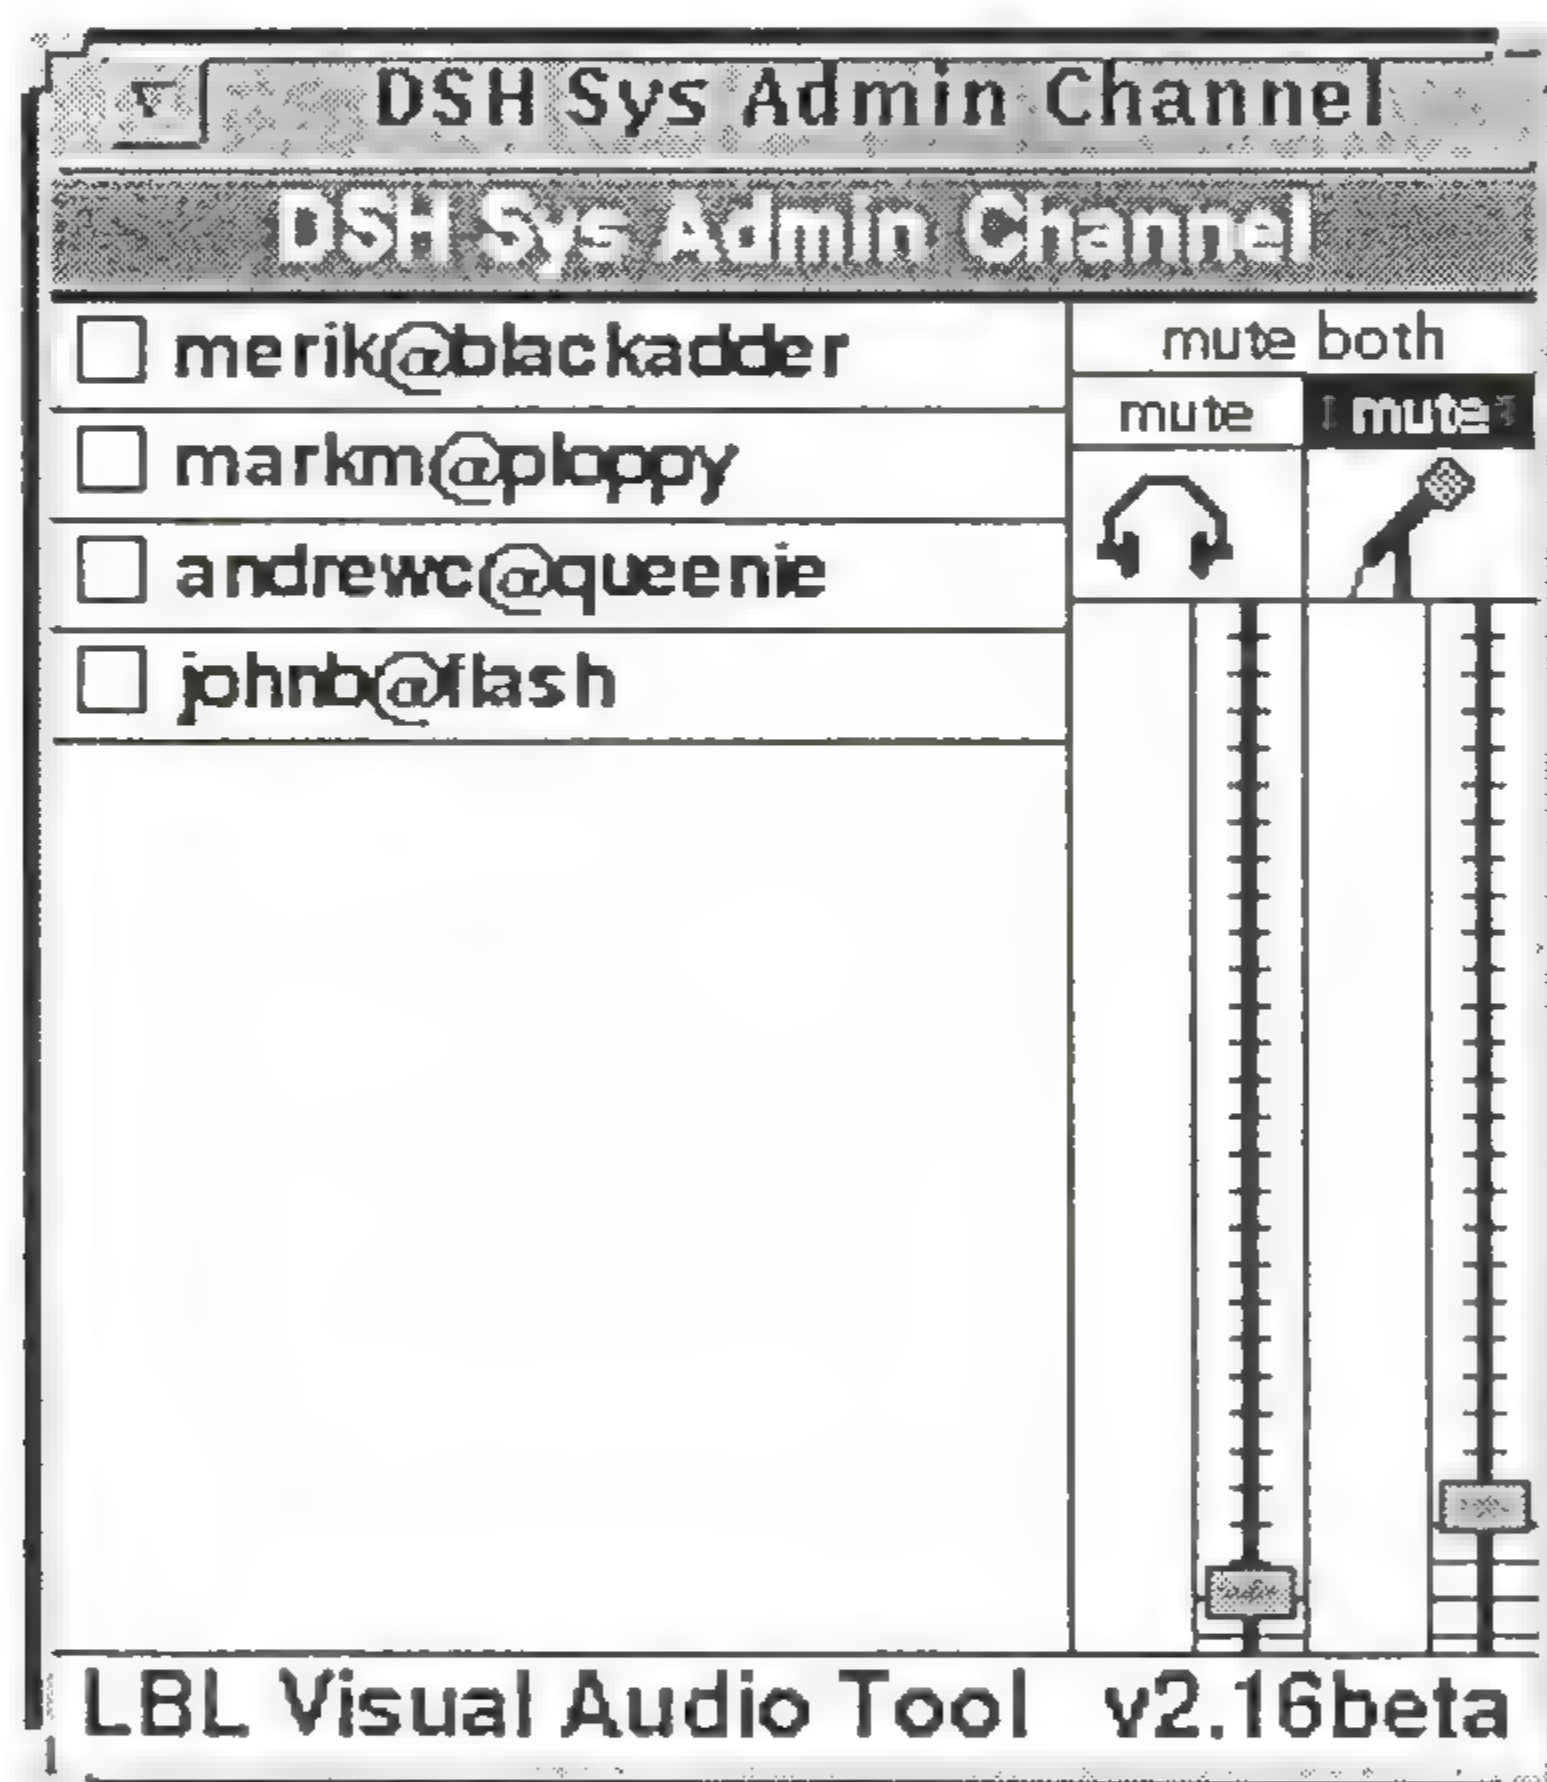 DSH Sys Admin Channel
DSH Sys Admin Channel
merik@blackadder
markm@ploppy
andrewc@queenie
johnb@flash
mute both
mute mute
LBL Visual Audio Tool v2.16beta